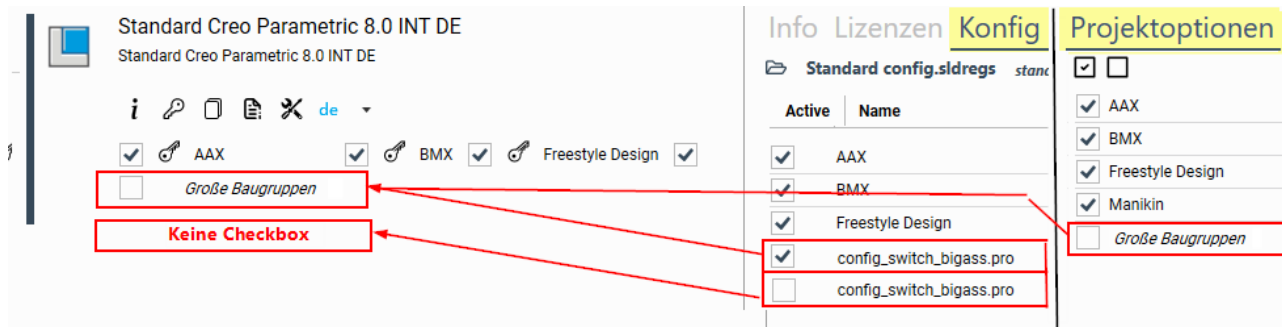 Standard Creo Parametric 8.0 INT DE
Standard Creo Parametric 8.0 INT DE
i de
AAX BMX Freestyle Design
Große Baugruppen
Keine Checkbox
Info Lizenzen Konfig
Standard config.sldregs
Active Name
AAX
BMX
Freestyle Design
config_switch_bigass.pro
config_switch_bigass.pro
Projektoptionen
AAX
BMX
Freestyle Design
Manikin
Große Baugruppen